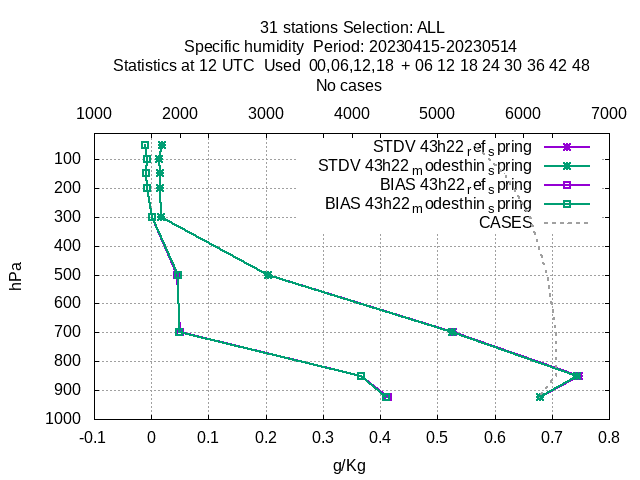 31 stations Selection: ALL
Specific humidity  Period: 20230415-20230514
Statistics at 12 UTC  Used  00,06,12,18  + 06 12 18 24 30 36 42 48
No cases
1000 2000 3000 4000 5000 6000 7000
STDV 43h22_ref_spring
STDV 43h22_modesthin_spring
BIAS 43h22_ref_spring
BIAS 43h22_modesthin_spring
CASES
hPa
100
200
300
400
500
600
700
800
900
1000
-0.1 0 0.1 0.2 0.3 0.4 0.5 0.6 0.7 0.8
g/Kg